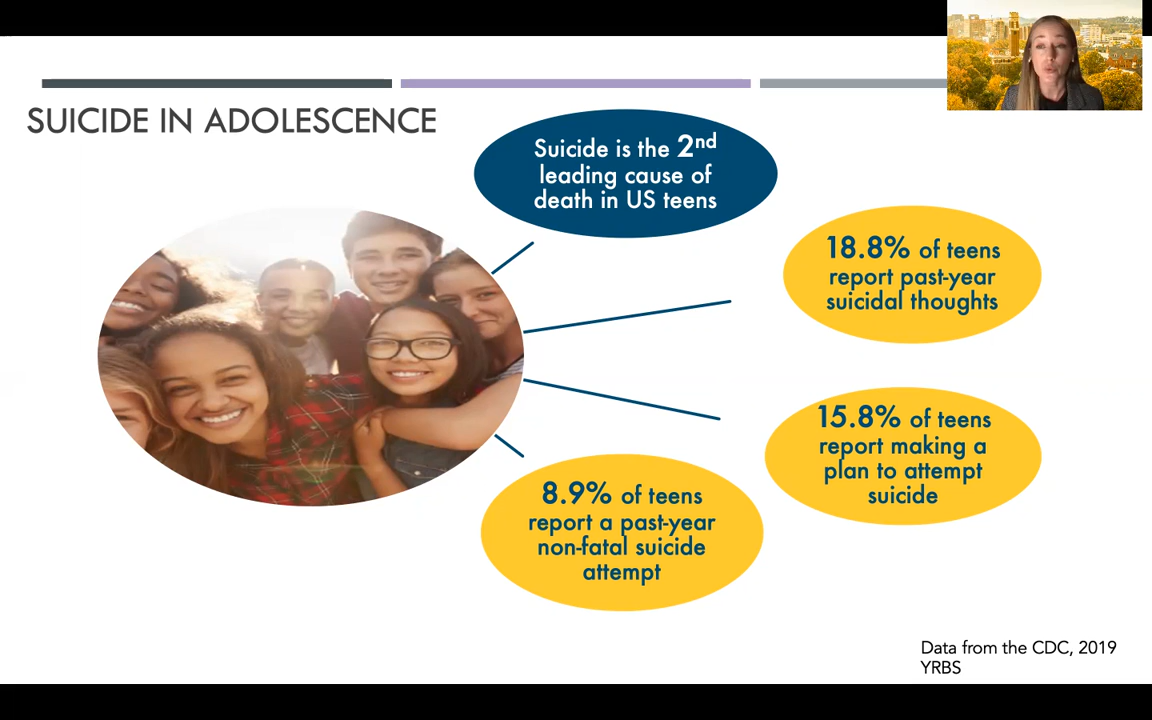 SUICIDE IN ADOLESCENCE
Suicide is the 2nd
leading cause of
death in US teens
18.8% of teens
report past-year
suicidal thoughts
15.8% of teens
report making a
plan to attempt
suicide
8.9% of teens
report a past-year
non-fatal suicide
attempt
Data from the CDC, 2019
YRBS